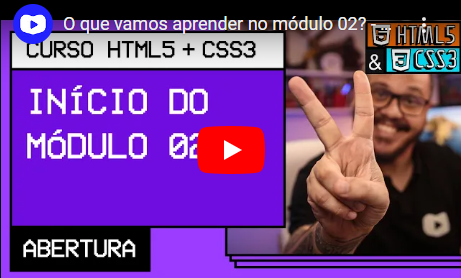 O que vamos aprender no módulo 02?
CURSO HTML5 + CSS3
HTML5
& CSS3
INÍCIO DO
MÓDULO 02
ABERTURA